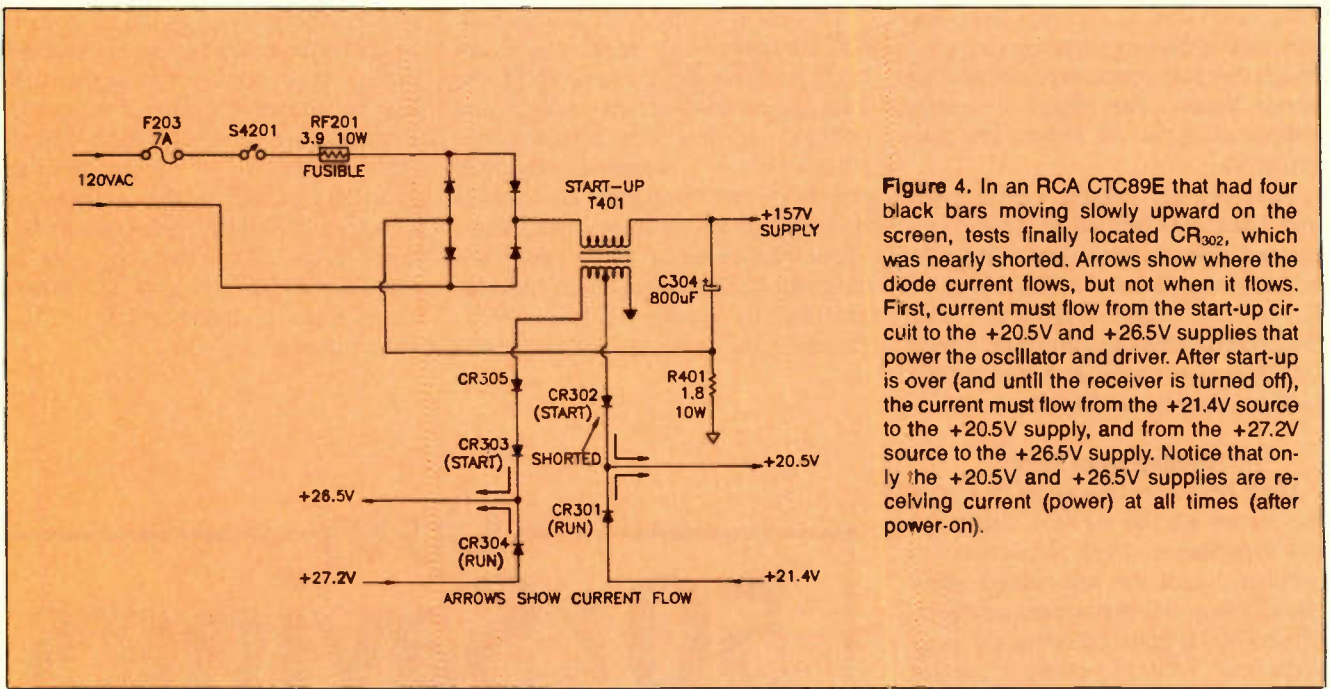 F203
7A
S4201
RF201
3.9 10W
FUSIBLE
120VAC
START-UP
T401
+157V
SUPPLY
C304 +
800uF
R401
1.8
10W
CR305
CR302
(START)
CR303
(START)
SHORTED
+20.5V
+26.5V
CR301
(RUN)
CR304
(RUN)
+27.2V
+21.4V
ARROWS SHOW CURRENT FLOW
Figure 4. In an RCA CTC89E that had four
black bars moving slowly upward on the
screen, tests finally located CR302, which
was nearly shorted. Arrows show where the
diode current flows, but not when it flows.
First, current must flow from the start-up cir-
cuit to the +20.5V and +26.5V supplies that
power the oscillator and driver. After start-up
is over (and until the receiver is turned off),
the current must flow from the +21.4V source
to the +20.5V supply, and from the +27.2V
source to the +26.5V supply. Notice that on-
ly the +20.5V and +26.5V supplies are re-
ceiving current (power) at all times (after
power-on).